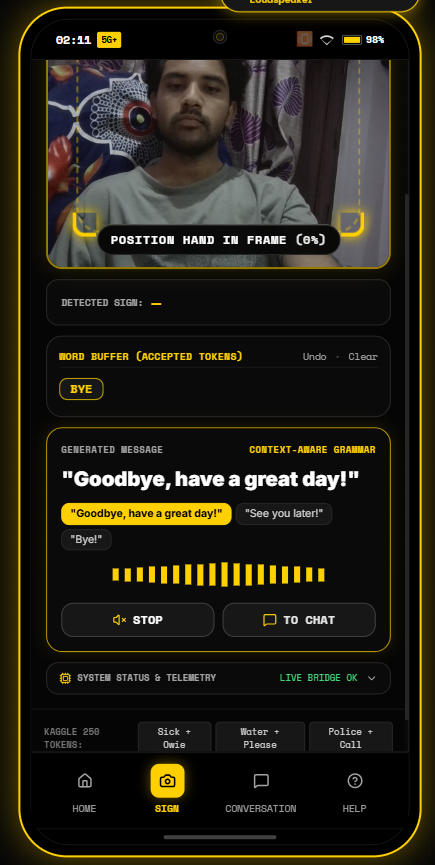 Loudspeaker
02:11 5G+ 98%
POSITION HAND IN FRAME (0%)
DETECTED SIGN: —
WORD BUFFER (ACCEPTED TOKENS) Undo · Clear
BYE
GENERATED MESSAGE CONTEXT-AWARE GRAMMAR
"Goodbye, have a great day!"
"Goodbye, have a great day!" "See you later!"
"Bye!"
STOP TO CHAT
SYSTEM STATUS & TELEMETRY LIVE BRIDGE OK
KAGGLE 250 TOKENS:
Sick + Owie
Water + Please
Police + Call
HOME SIGN CONVERSATION HELP